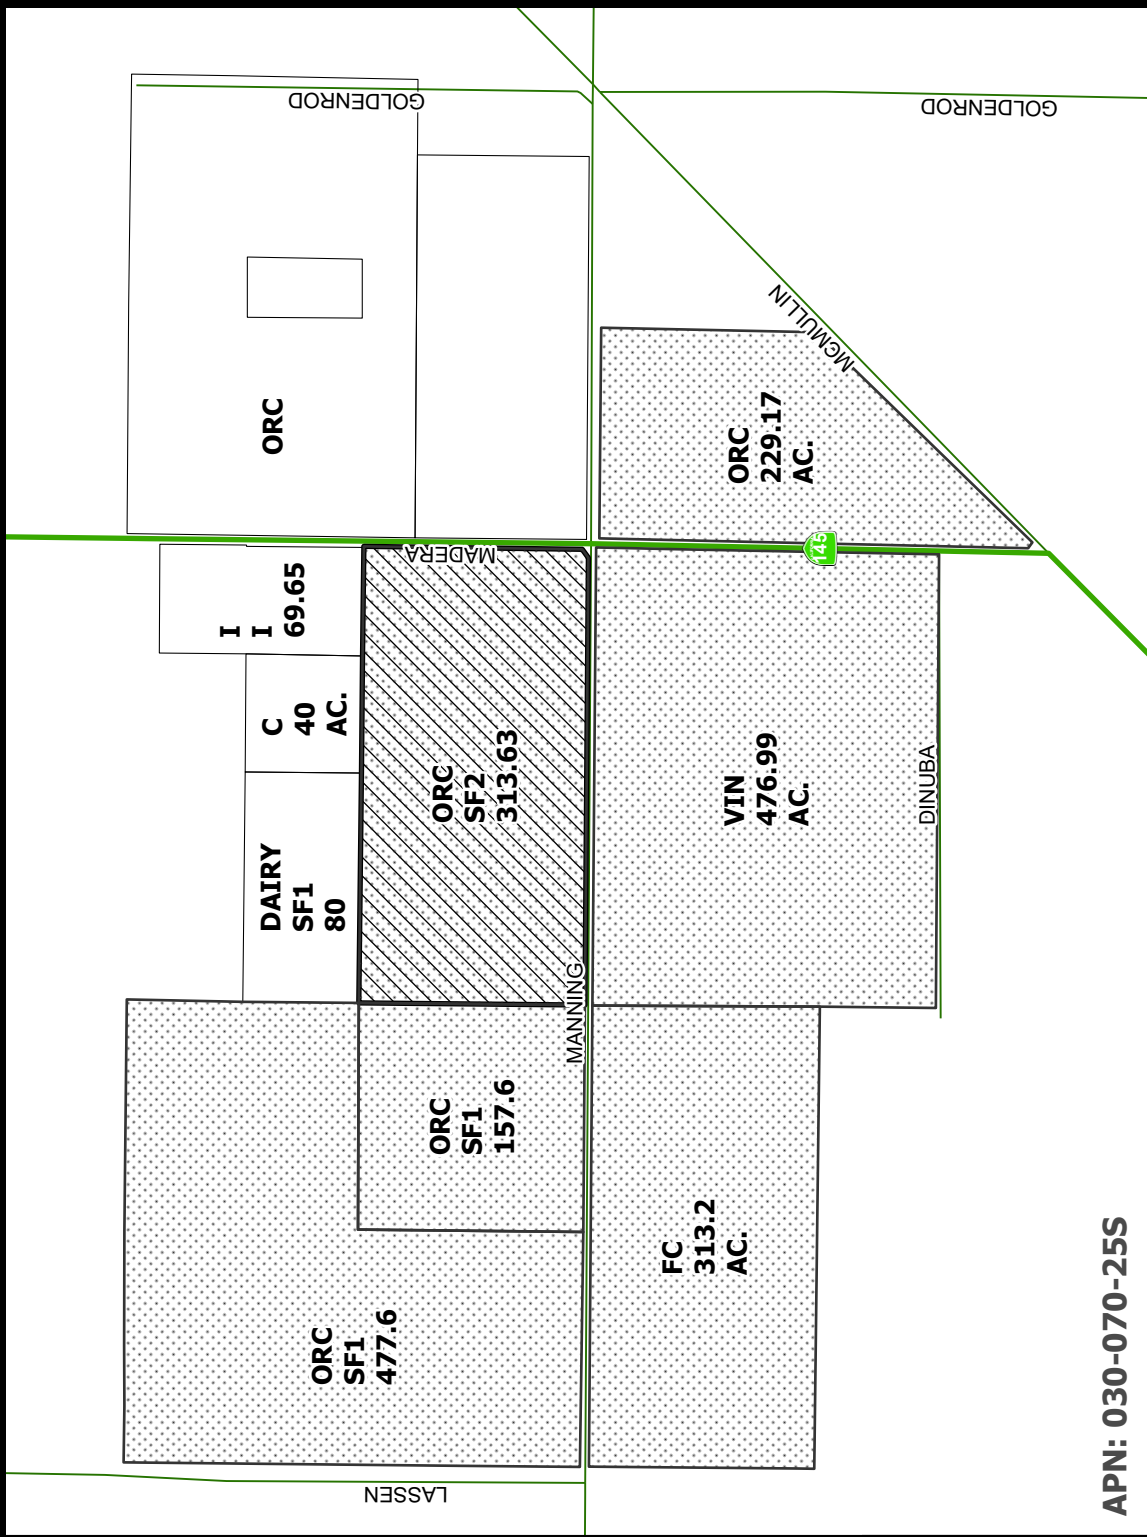 GOLDENROD
GOLDENROD
ORC
MCMULLIN
ORC
229.17
AC.
MADERA
145
I
I
69.65
C
40
AC.
ORC
SF2
313.63
VIN
476.99
AC.
DINUBA
DAIRY
SF1
80
MANNING
ORC
SF1
157.6
FC
313.2
AC.
ORC
SF1
477.6
LASSEN
APN: 030-070-25S